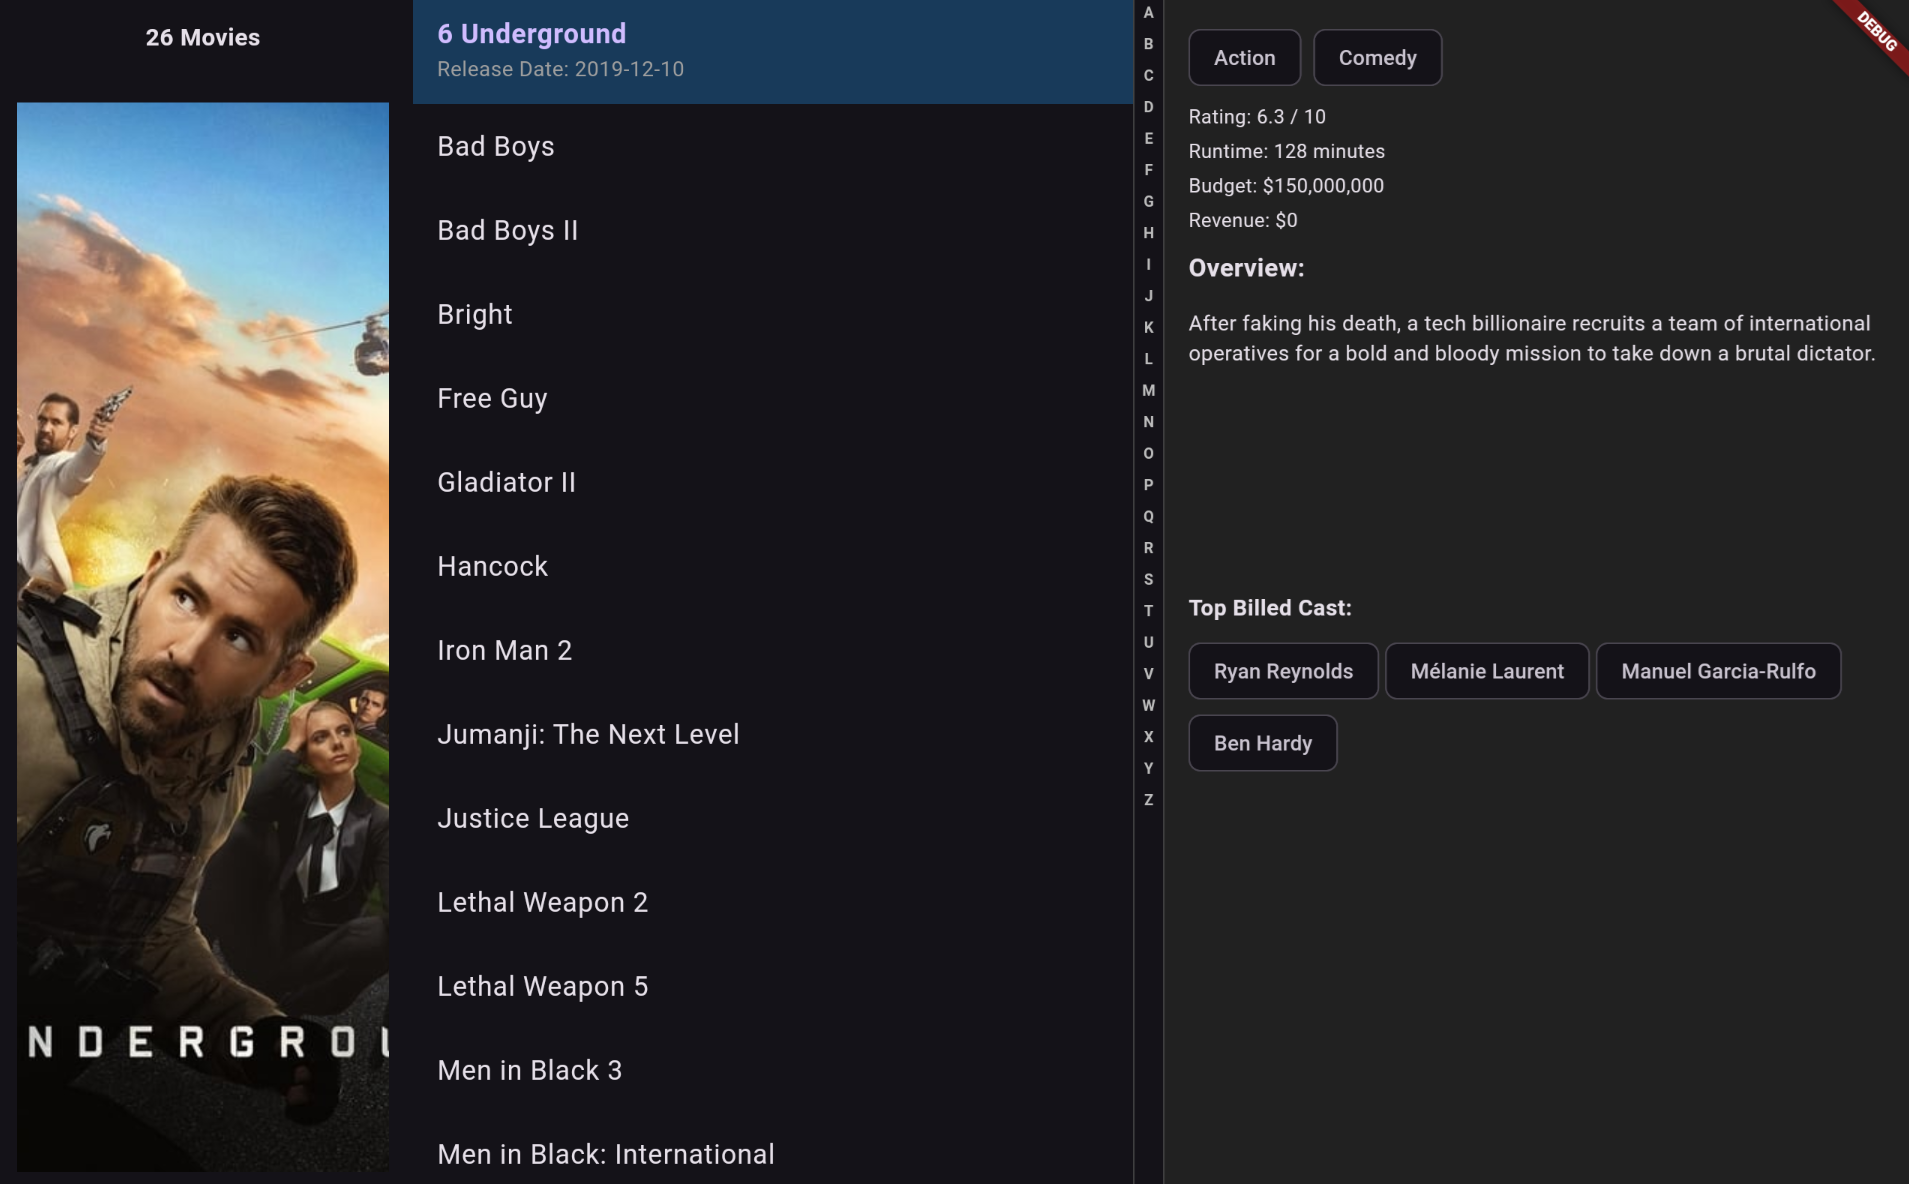 26 Movies
NDERGROU
6 Underground
Release Date: 2019-12-10
Bad Boys
Bad Boys II
Bright
Free Guy
Gladiator II
Hancock
Iron Man 2
Jumanji: The Next Level
Justice League
Lethal Weapon 2
Lethal Weapon 5
Men in Black 3
Men in Black: International
A
B
C
D
E
F
G
H
I
J
K
L
M
N
O
P
Q
R
S
T
U
V
W
X
Y
Z
DEBUG
Action Comedy
Rating: 6.3 / 10
Runtime: 128 minutes
Budget: $150,000,000
Revenue: $0
Overview:
After faking his death, a tech billionaire recruits a team of international
operatives for a bold and bloody mission to take down a brutal dictator.
Top Billed Cast:
Ryan Reynolds Mélanie Laurent Manuel Garcia-Rulfo
Ben Hardy